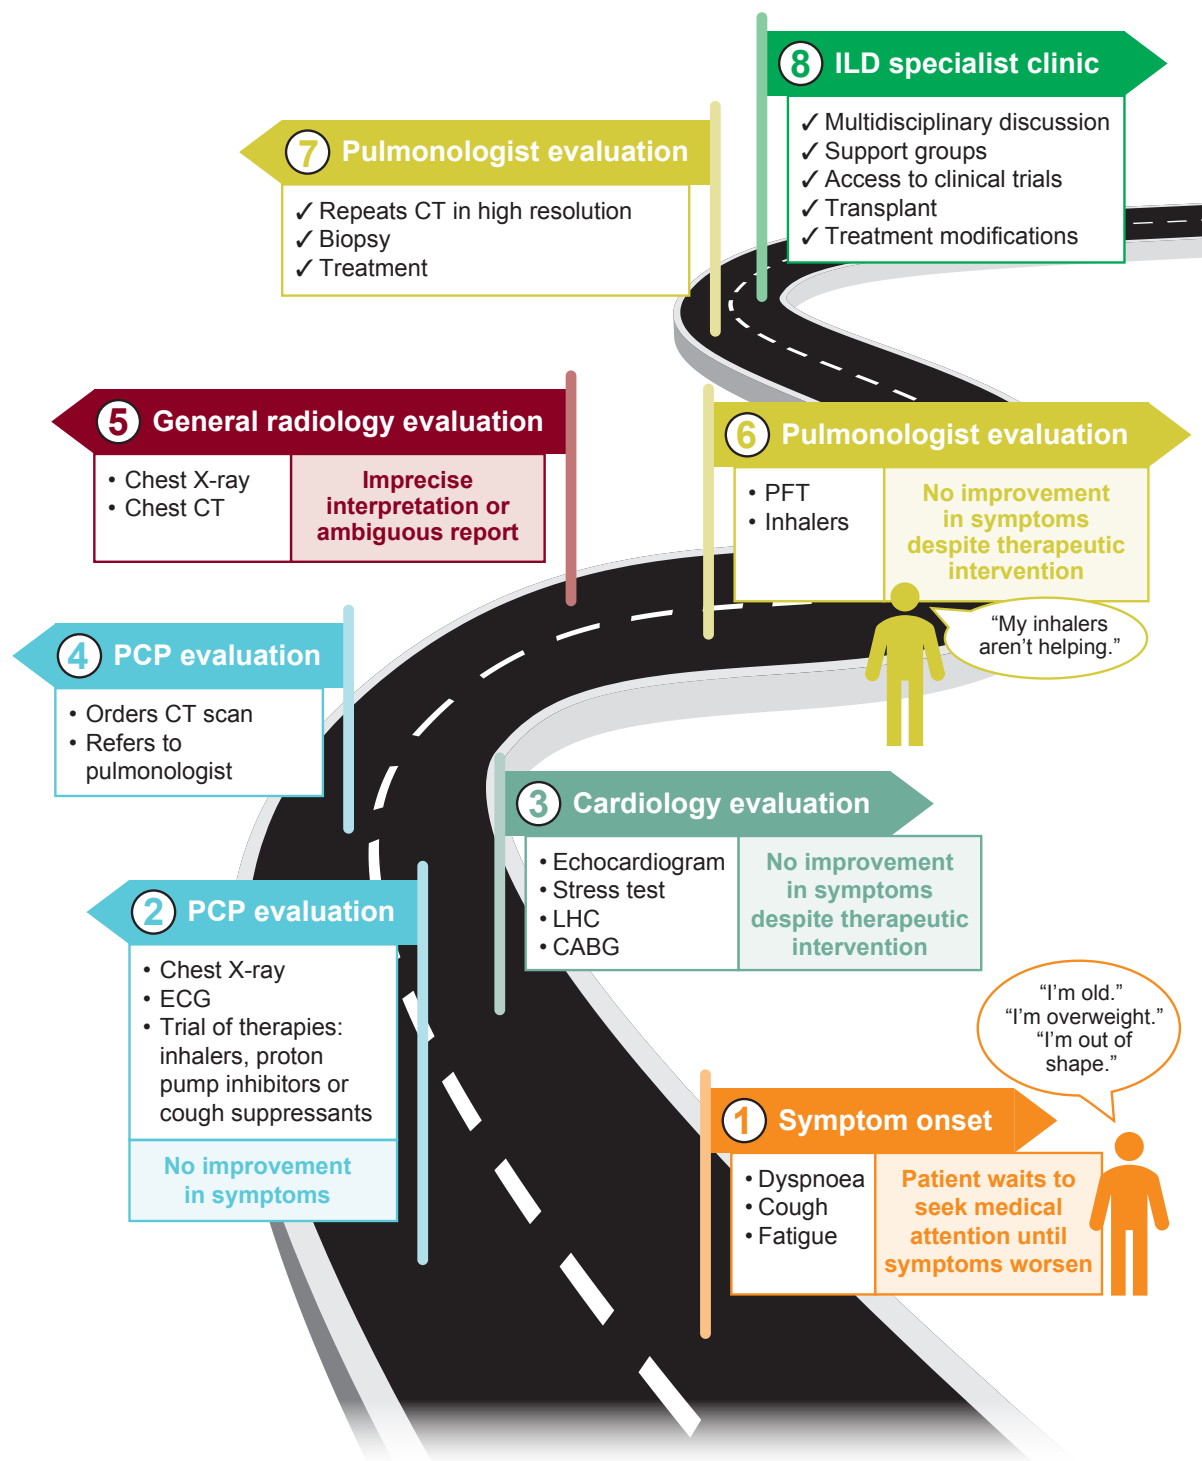 8 ILD specialist clinic
✓ Multidisciplinary discussion
✓ Support groups
✓ Access to clinical trials
✓ Transplant
✓ Treatment modifications
7 Pulmonologist evaluation
✓ Repeats CT in high resolution
✓ Biopsy
✓ Treatment
5 General radiology evaluation
• Chest X-ray
• Chest CT
Imprecise
interpretation or
ambiguous report
6 Pulmonologist evaluation
• PFT
• Inhalers
No improvement
in symptoms
despite therapeutic
intervention
“My inhalers
aren’t helping.”
4 PCP evaluation
• Orders CT scan
• Refers to
pulmonologist
3 Cardiology evaluation
• Echocardiogram
• Stress test
• LHC
• CABG
No improvement
in symptoms
despite therapeutic
intervention
2 PCP evaluation
• Chest X-ray
• ECG
• Trial of therapies:
inhalers, proton
pump inhibitors or
cough suppressants
No improvement
in symptoms
“I’m old.”
“I’m overweight.”
“I’m out of
shape.”
1 Symptom onset
• Dyspnoea
• Cough
• Fatigue
Patient waits to
seek medical
attention until
symptoms worsen